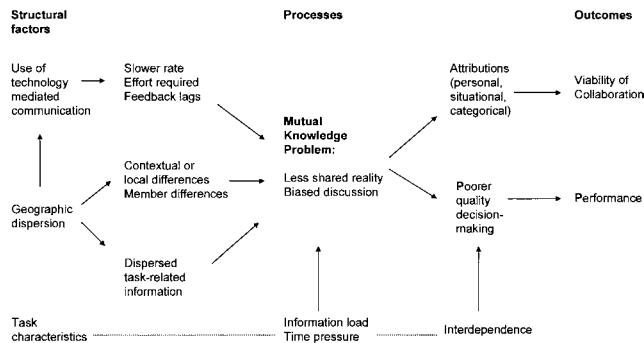 Structural
factors
Processes
Outcomes
Use of
technology
mediated
communication
Slower rate
Effort required
Feedback lags
Attributions
(personal,
situational,
categorical)
Viability of
Collaboration
Mutual
Knowledge
Problem:
Less shared reality
Biased discussion
Contextual or
local differences
Member differences
Geographic
dispersion
Poorer
quality
decision-
making
Performance
Dispersed
task-related
information
Task
characteristics
Information load
Time pressure
Interdependence